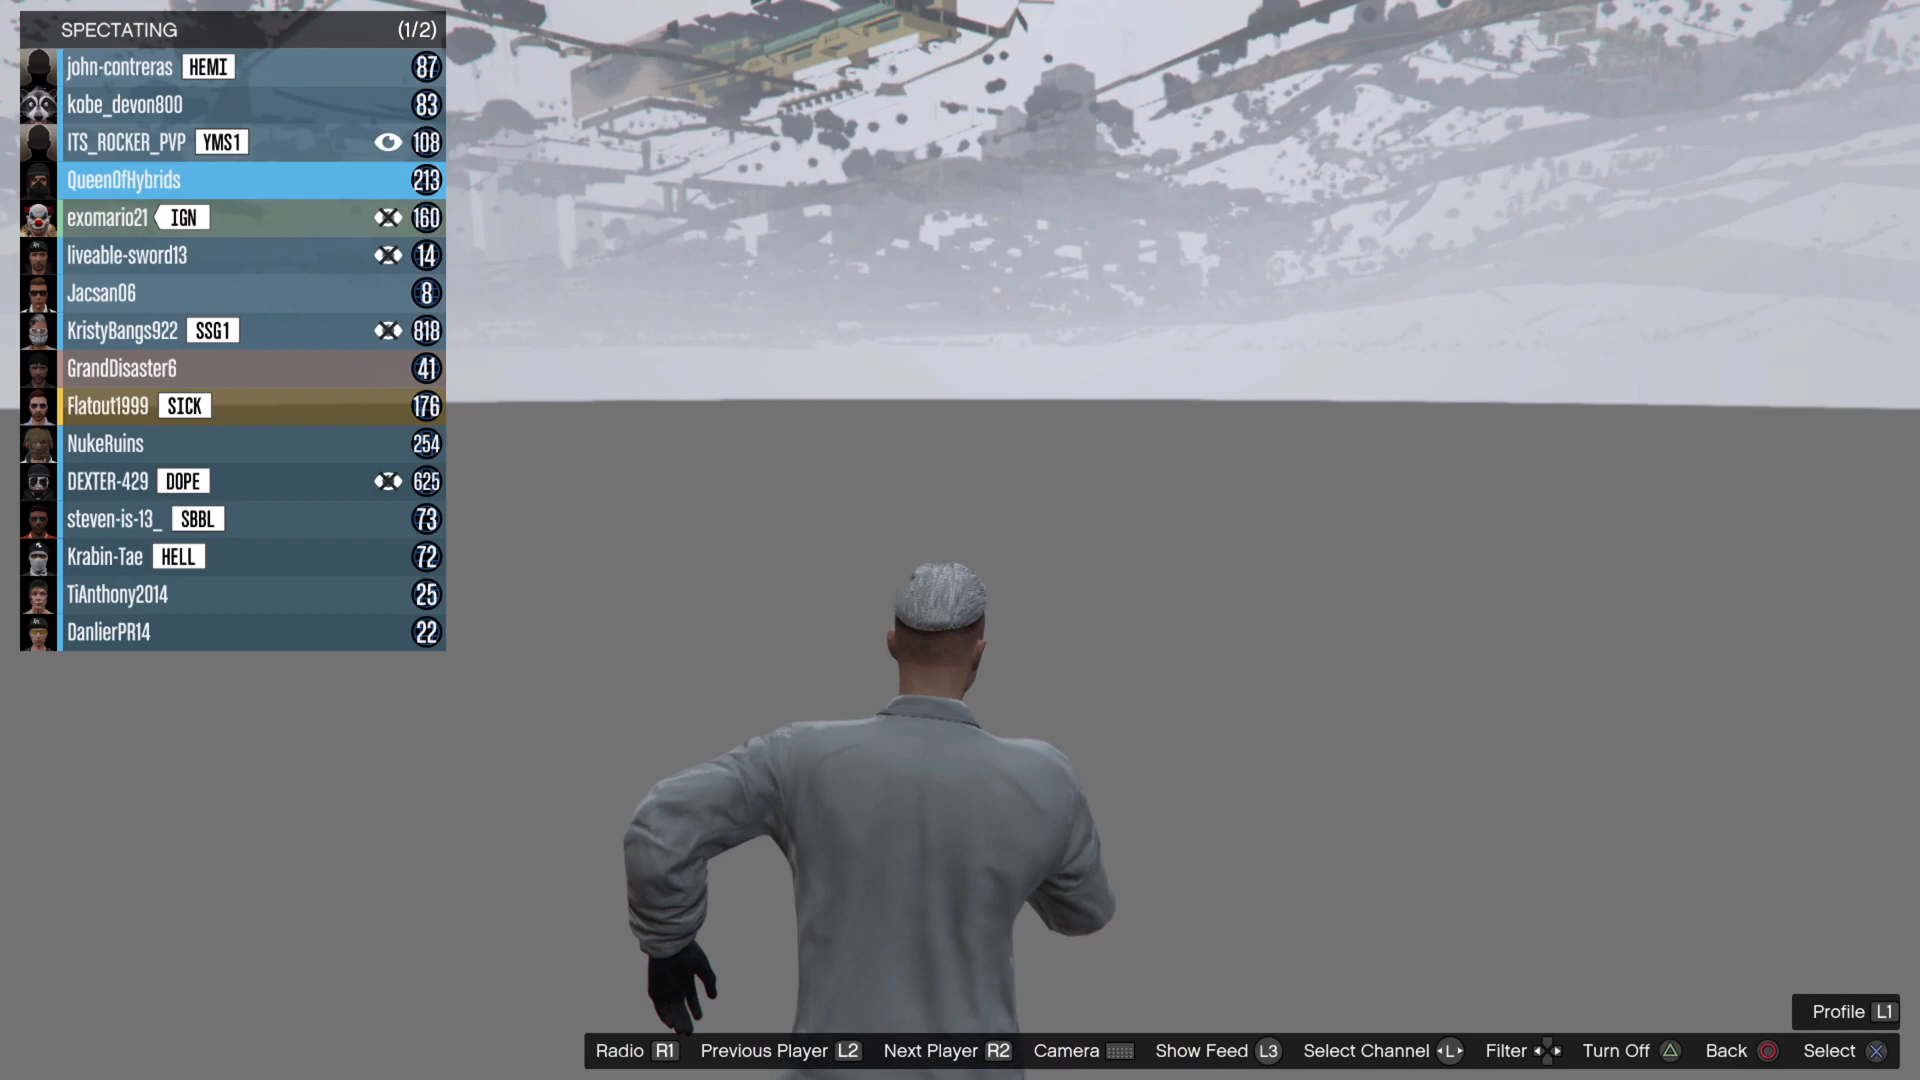 SPECTATING (1/2)
john-contreras HEMI 87
kobe_devon800 83
ITS_ROCKER_PVP YMS1 108
QueenOfHybrids 213
exomario21 IGN 160
liveable-sword13 14
Jacsan06 8
KristyBangs922 SSG1 818
GrandDisaster6 41
Flatout1999 SICK 176
NukeRuins 254
DEXTER-429 DOPE 625
steven-is-13_ SBBL 73
Krabin-Tae HELL 72
TiAnthony2014 25
DanlierPR14 22
Profile L1
Radio R1 Previous Player L2 Next Player R2 Camera Show Feed L3 Select Channel L Filter Turn Off Back Select